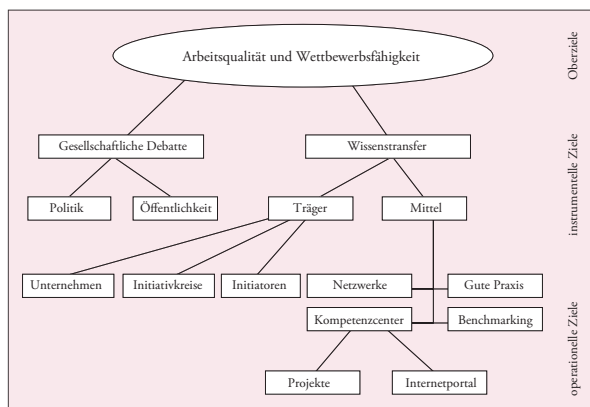 Arbeitsqualität und Wettbewerbsfähigkeit
Oberziele
Gesellschaftliche Debatte
Wissenstransfer
instrumentelle Ziele
Politik
Öffentlichkeit
Träger
Mittel
Unternehmen
Initiativkreise
Initiatoren
Netzwerke
Gute Praxis
Kompetenzcenter
Benchmarking
operationelle Ziele
Projekte
Internetportal